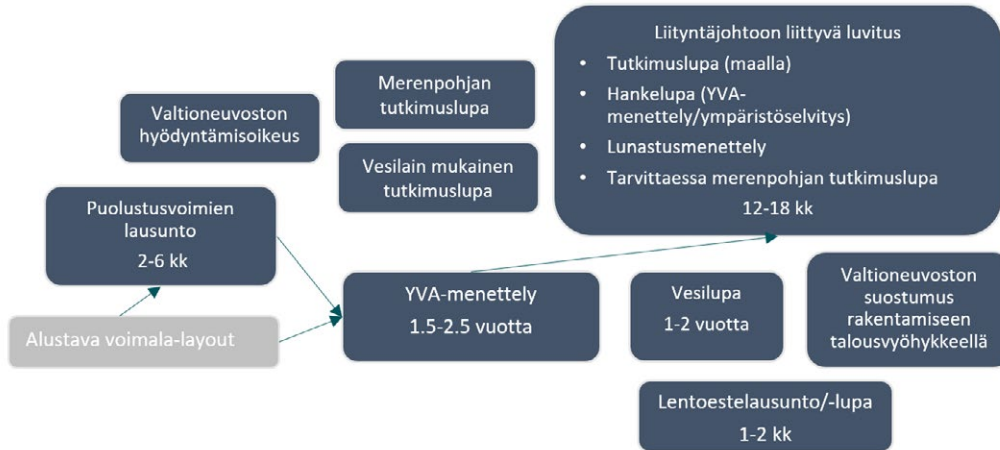 Valtioneuvoston
hyödyntämisoikeus
Merenpohjan
tutkimuslupa
Vesilain mukainen
tutkimuslupa
Liityntäjohtoon liittyvä luvitus
• Tutkimuslupa (maalla)
• Hankelupa (YVA-
menettely/ympäristöselvitys)
• Lunastusmenettely
• Tarvittaessa merenpohjan tutkimuslupa
12-18 kk
Puolustusvoimien
lausunto
2-6 kk
Alustava voimala-layout
YVA-menettely
1.5-2.5 vuotta
Vesilupa
1-2 vuotta
Valtioneuvoston
suostumus
rakentamiseen
talousvyöhykkeellä
Lentoestelausunto/-lupa
1-2 kk